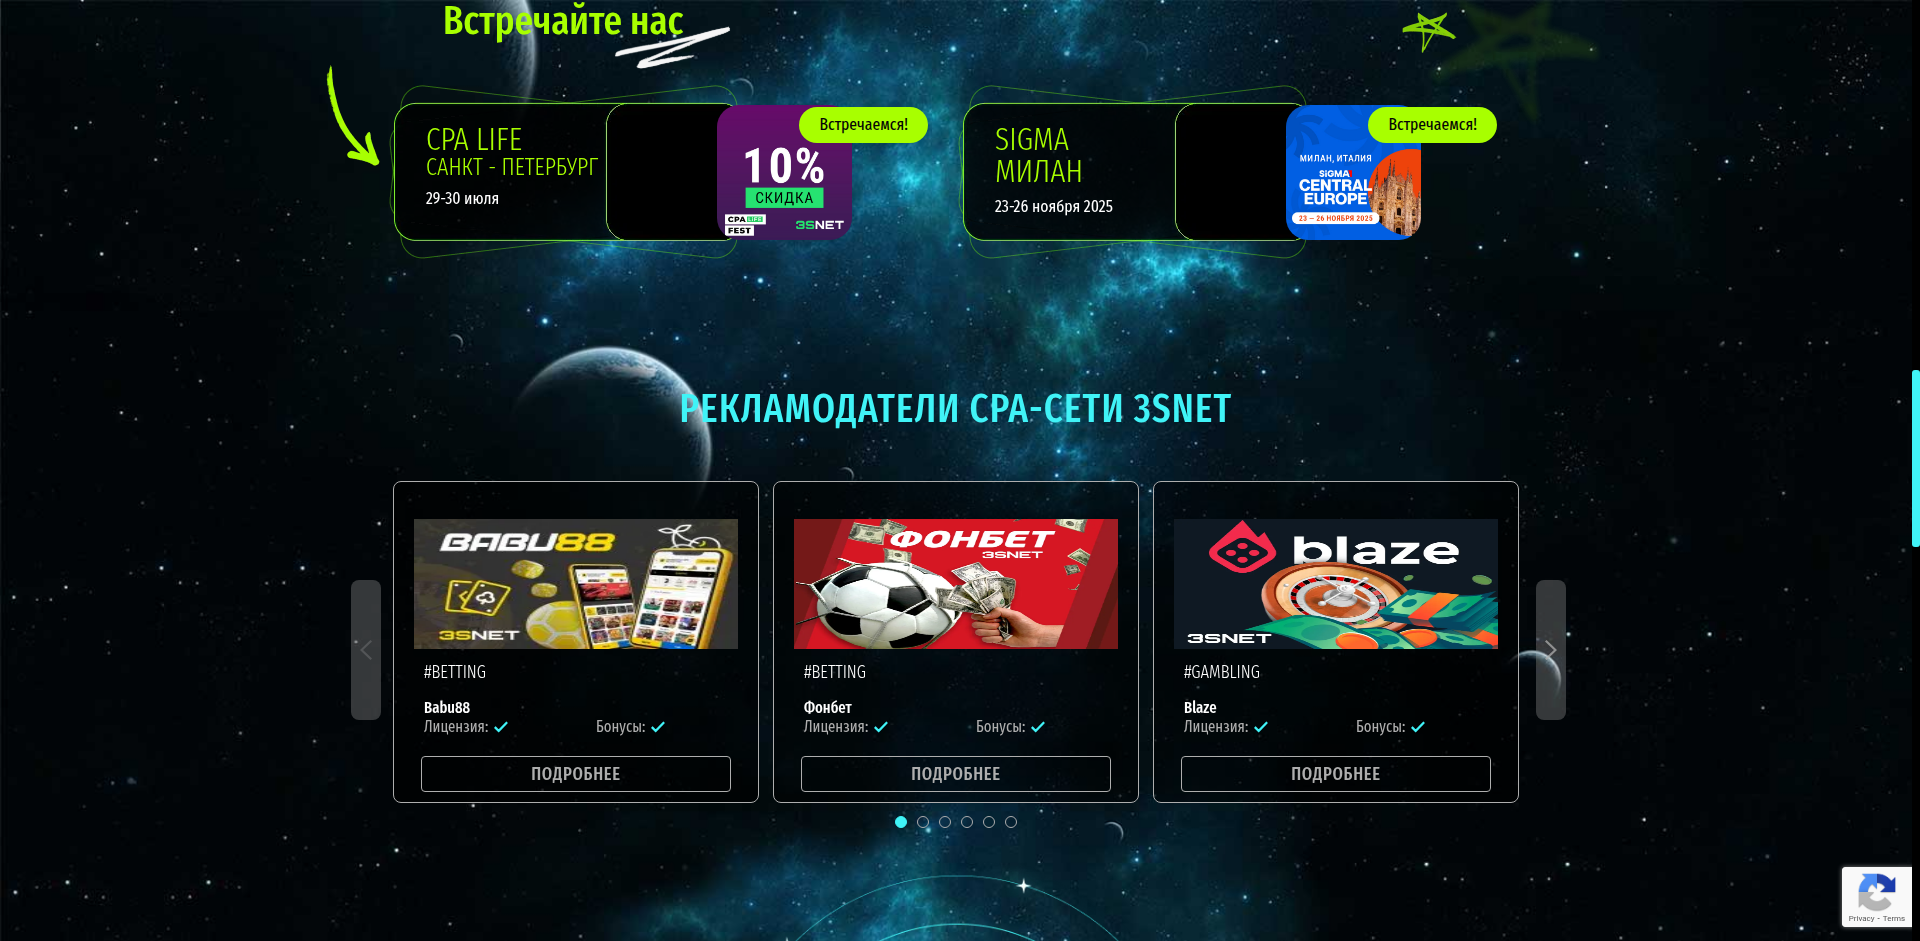 Встречайте нас
CPA LIFE
САНКТ - ПЕТЕРБУРГ
29-30 июля
Встречаемся!
10%
СКИДКА
CPA LIFE
FEST
3SNET
SIGMA
МИЛАН
23-26 ноября 2025
Встречаемся!
МИЛАН, ИТАЛИЯ
SiGMA
CENTRAL
EUROPE
23 – 26 НОЯБРЯ 2025
РЕКЛАМОДАТЕЛИ CPA-СЕТИ 3SNET
BABU88
3SNET
#BETTING
Babu88
Лицензия:
Бонусы:
ПОДРОБНЕЕ
ФОНБЕТ
3SNET
#BETTING
Фонбет
Лицензия:
Бонусы:
ПОДРОБНЕЕ
blaze
3SNET
#GAMBLING
Blaze
Лицензия:
Бонусы:
ПОДРОБНЕЕ
Privacy - Terms